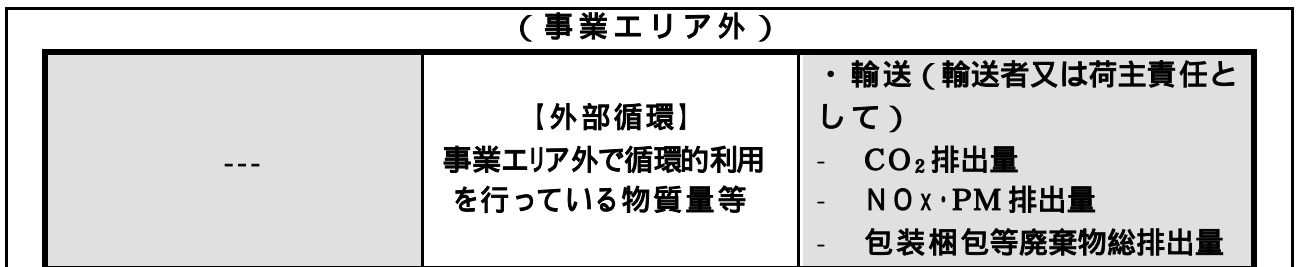 （事業エリア外）
---
【外部循環】
事業エリア外で循環的利用
を行っている物質量等
・輸送（輸送者又は荷主責任と
して）
- CO₂排出量
- ＮＯｘ・PM排出量
- 包装梱包等廃棄物総排出量